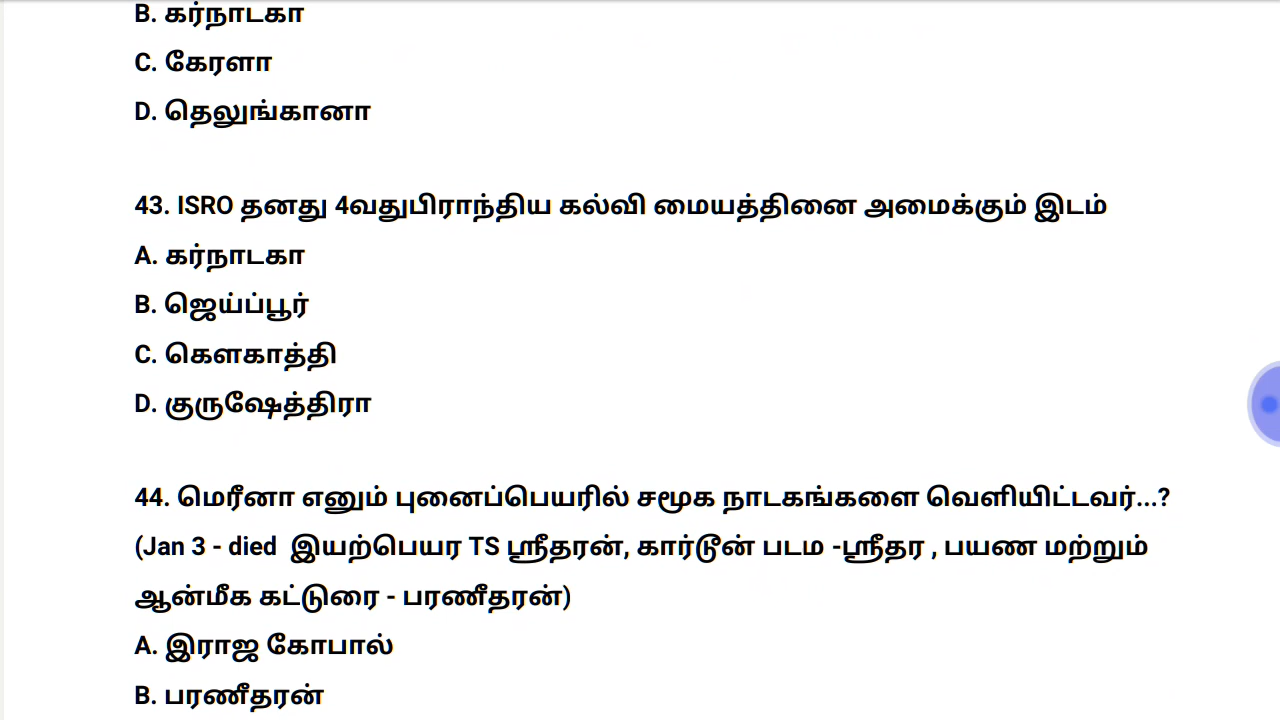 B. கர்நாடகா
C. கேரளா
D. தெலுங்கானா
43. ISRO தனது 4வதுபிராந்திய கல்வி மையத்தினை அமைக்கும் இடம்
A. கர்நாடகா
B. ஜெய்ப்பூர்
C. கௌகாத்தி
D. குருஷேத்திரா
44. மெரீனா எனும் புனைப்பெயரில் சமூக நாடகங்களை வெளியிட்டவர்...?
(Jan 3 - died  இயற்பெயர TS ஸ்ரீதரன், கார்டூன் படம -ஸ்ரீதர , பயண மற்றும்
ஆன்மீக கட்டுரை - பரணீதரன்)
A. இராஜ கோபால்
B. பரணீதரன்